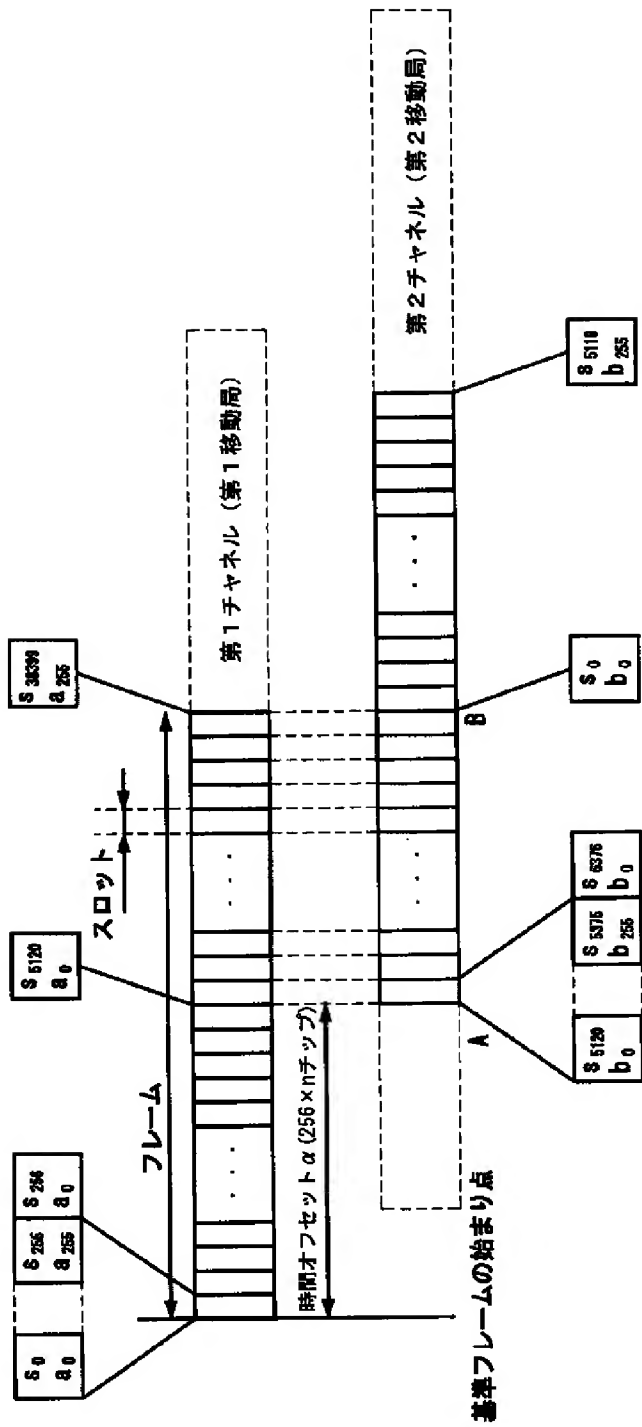 s 0
a 0
s 255
a 255
s 256
a 0
s 5120
a 0
s 38399
a 255
フレーム
スロット
第1チャネル (第1移動局)
時間オフセットα (256×nチップ)
第2チャネル (第2移動局)
基準フレームの始まり点
A
B
s 5120
b 0
s 5375
b 255
s 5376
b 0
s 0
b 0
s 5119
b 255